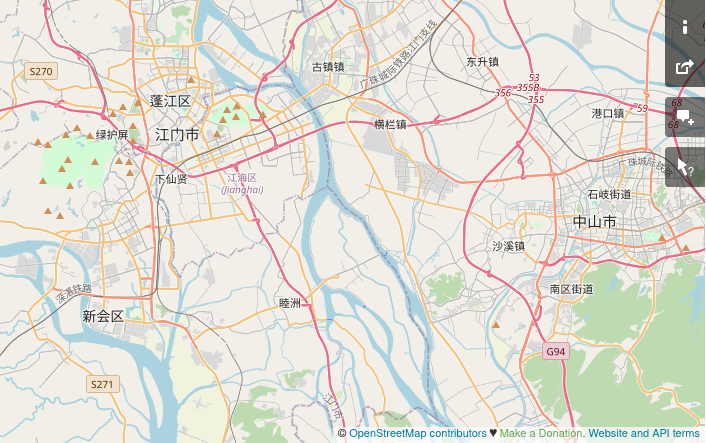 古镇镇
东升镇
广珠城际铁路江门支线
S270
53
356
355B
355
蓬江区
59
68
港口镇
68
横栏镇
绿护屏
江门市
广珠城际铁路
下仙贤
江海区
(Jianghai)
石岐街道
中山市
沙溪镇
深湛铁路
南区街道
睦洲
新会区
G94
S271
江门市
© OpenStreetMap contributors ♥ Make a Donation. Website and API terms